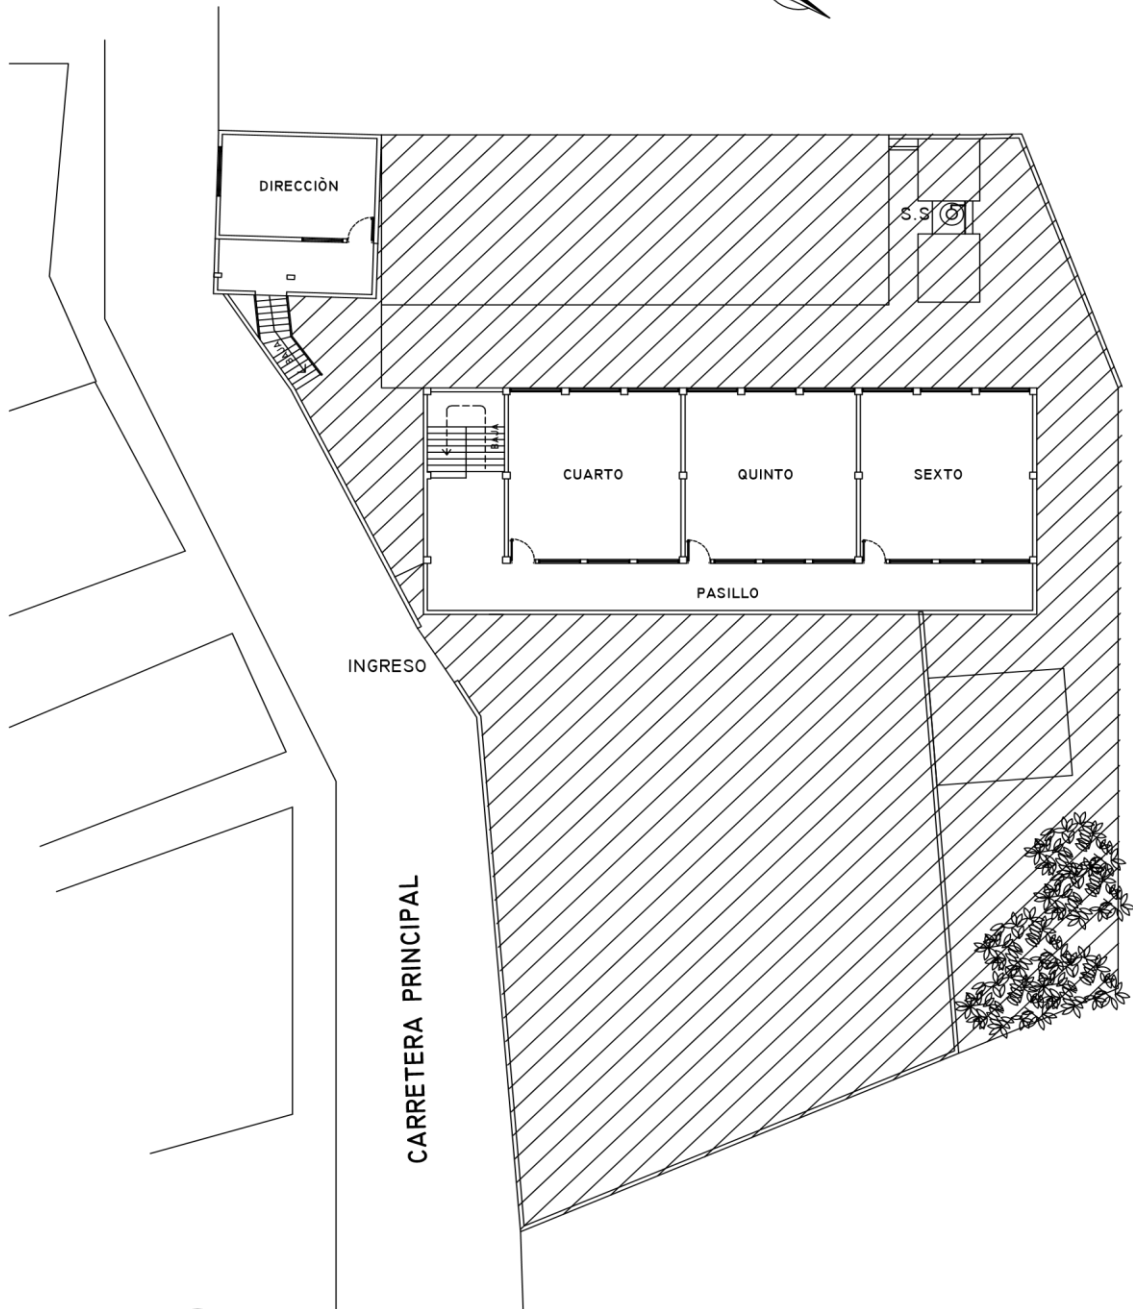 DIRECCIÒN
S.S
BAJA
BAJA
CUARTO
QUINTO
SEXTO
PASILLO
INGRESO
CARRETERA PRINCIPAL